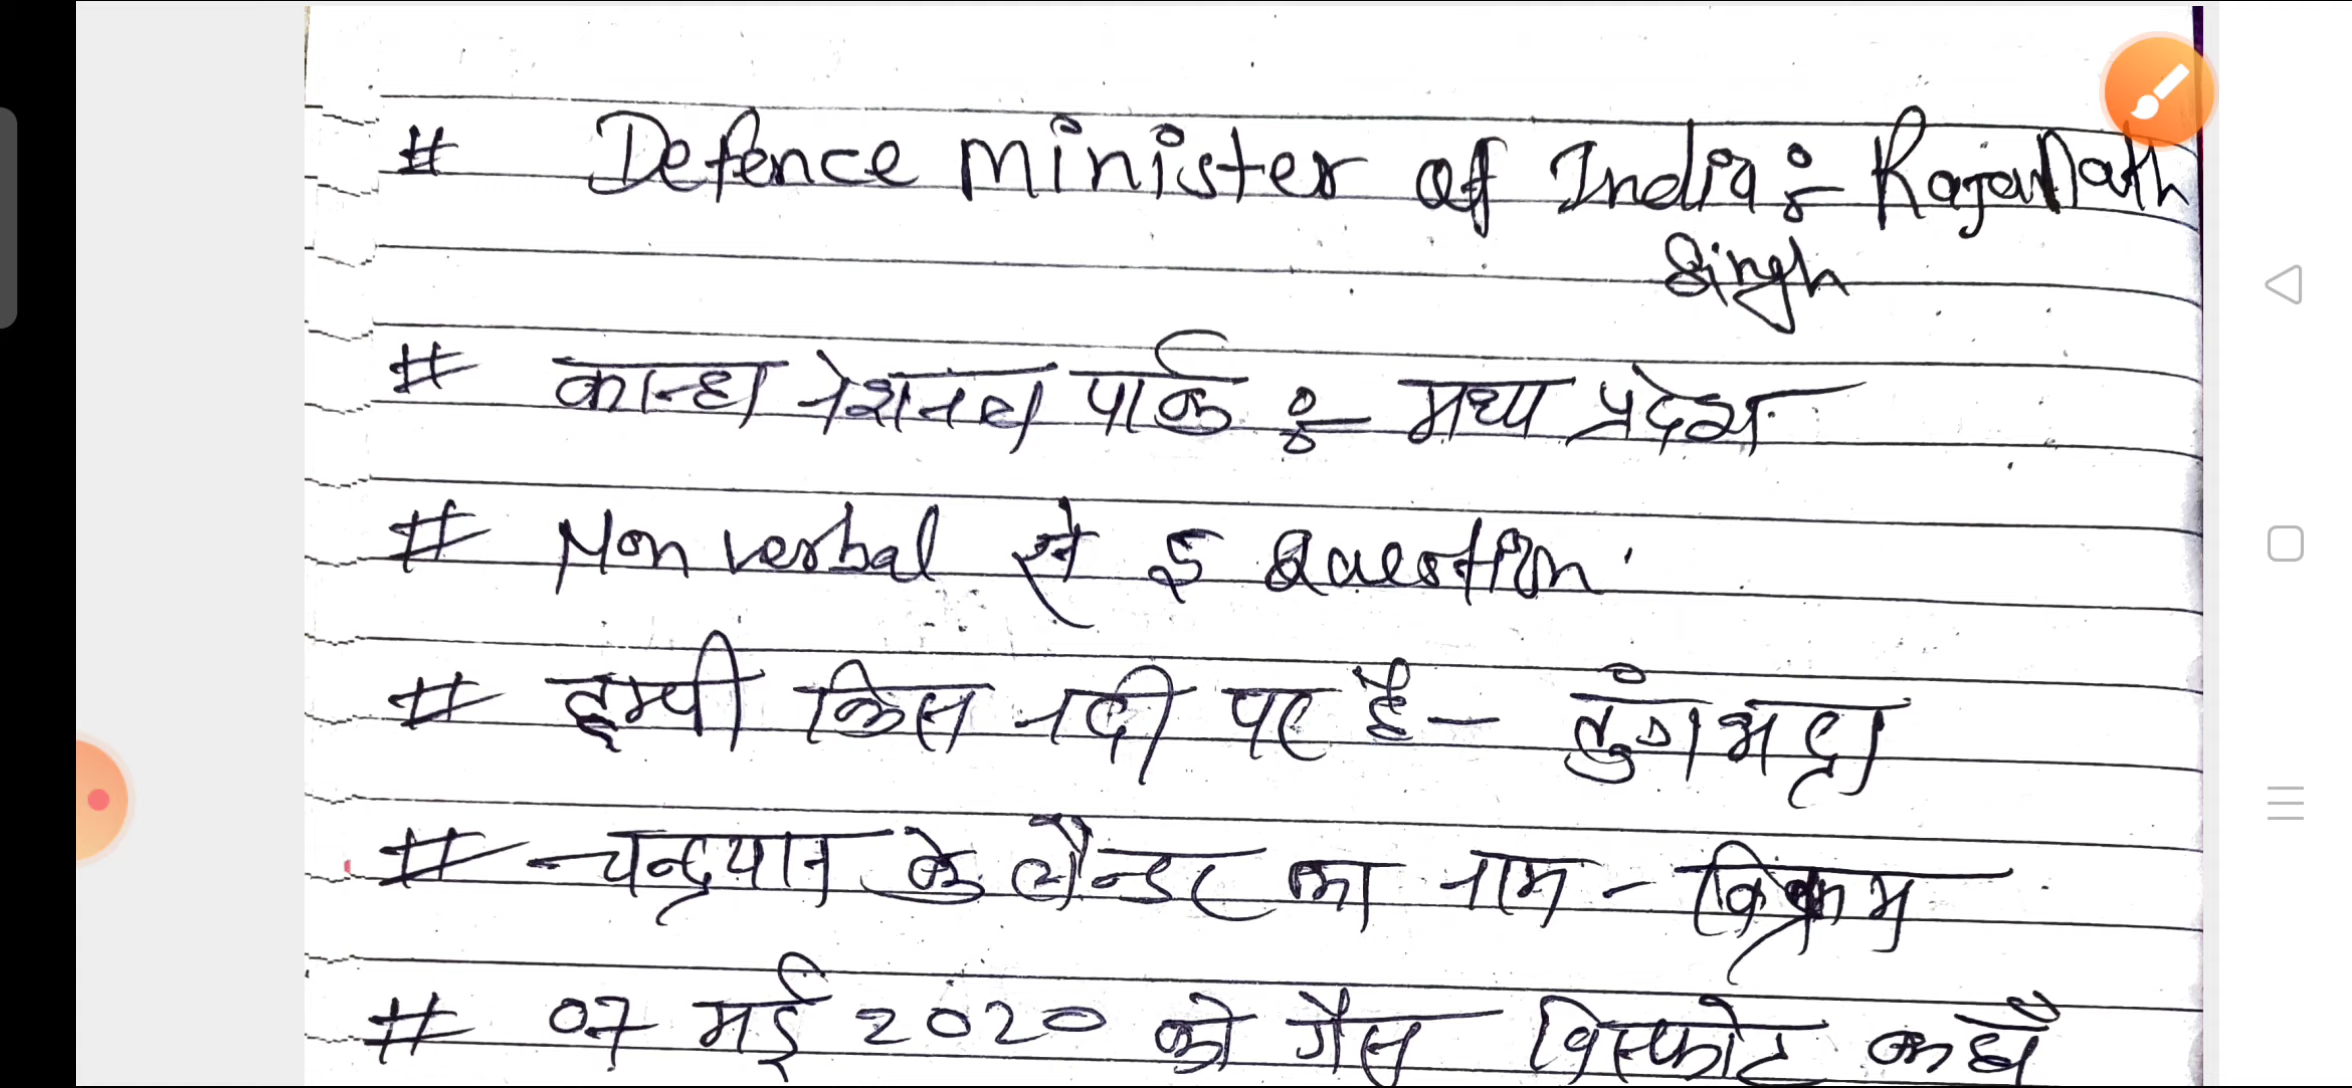 # Defence minister of India :- RajaNath
Singh
# कान्हा नेशनल पार्क :- मध्य प्रदेश
# Non verbal से 5 Question.
# हम्पी किस नदी पर है - तुंगभद्रा
# चन्द्रयान के लैन्डर का नाम - विक्रम
# 07 मई 2020 को गैस विस्फोट कहाँ